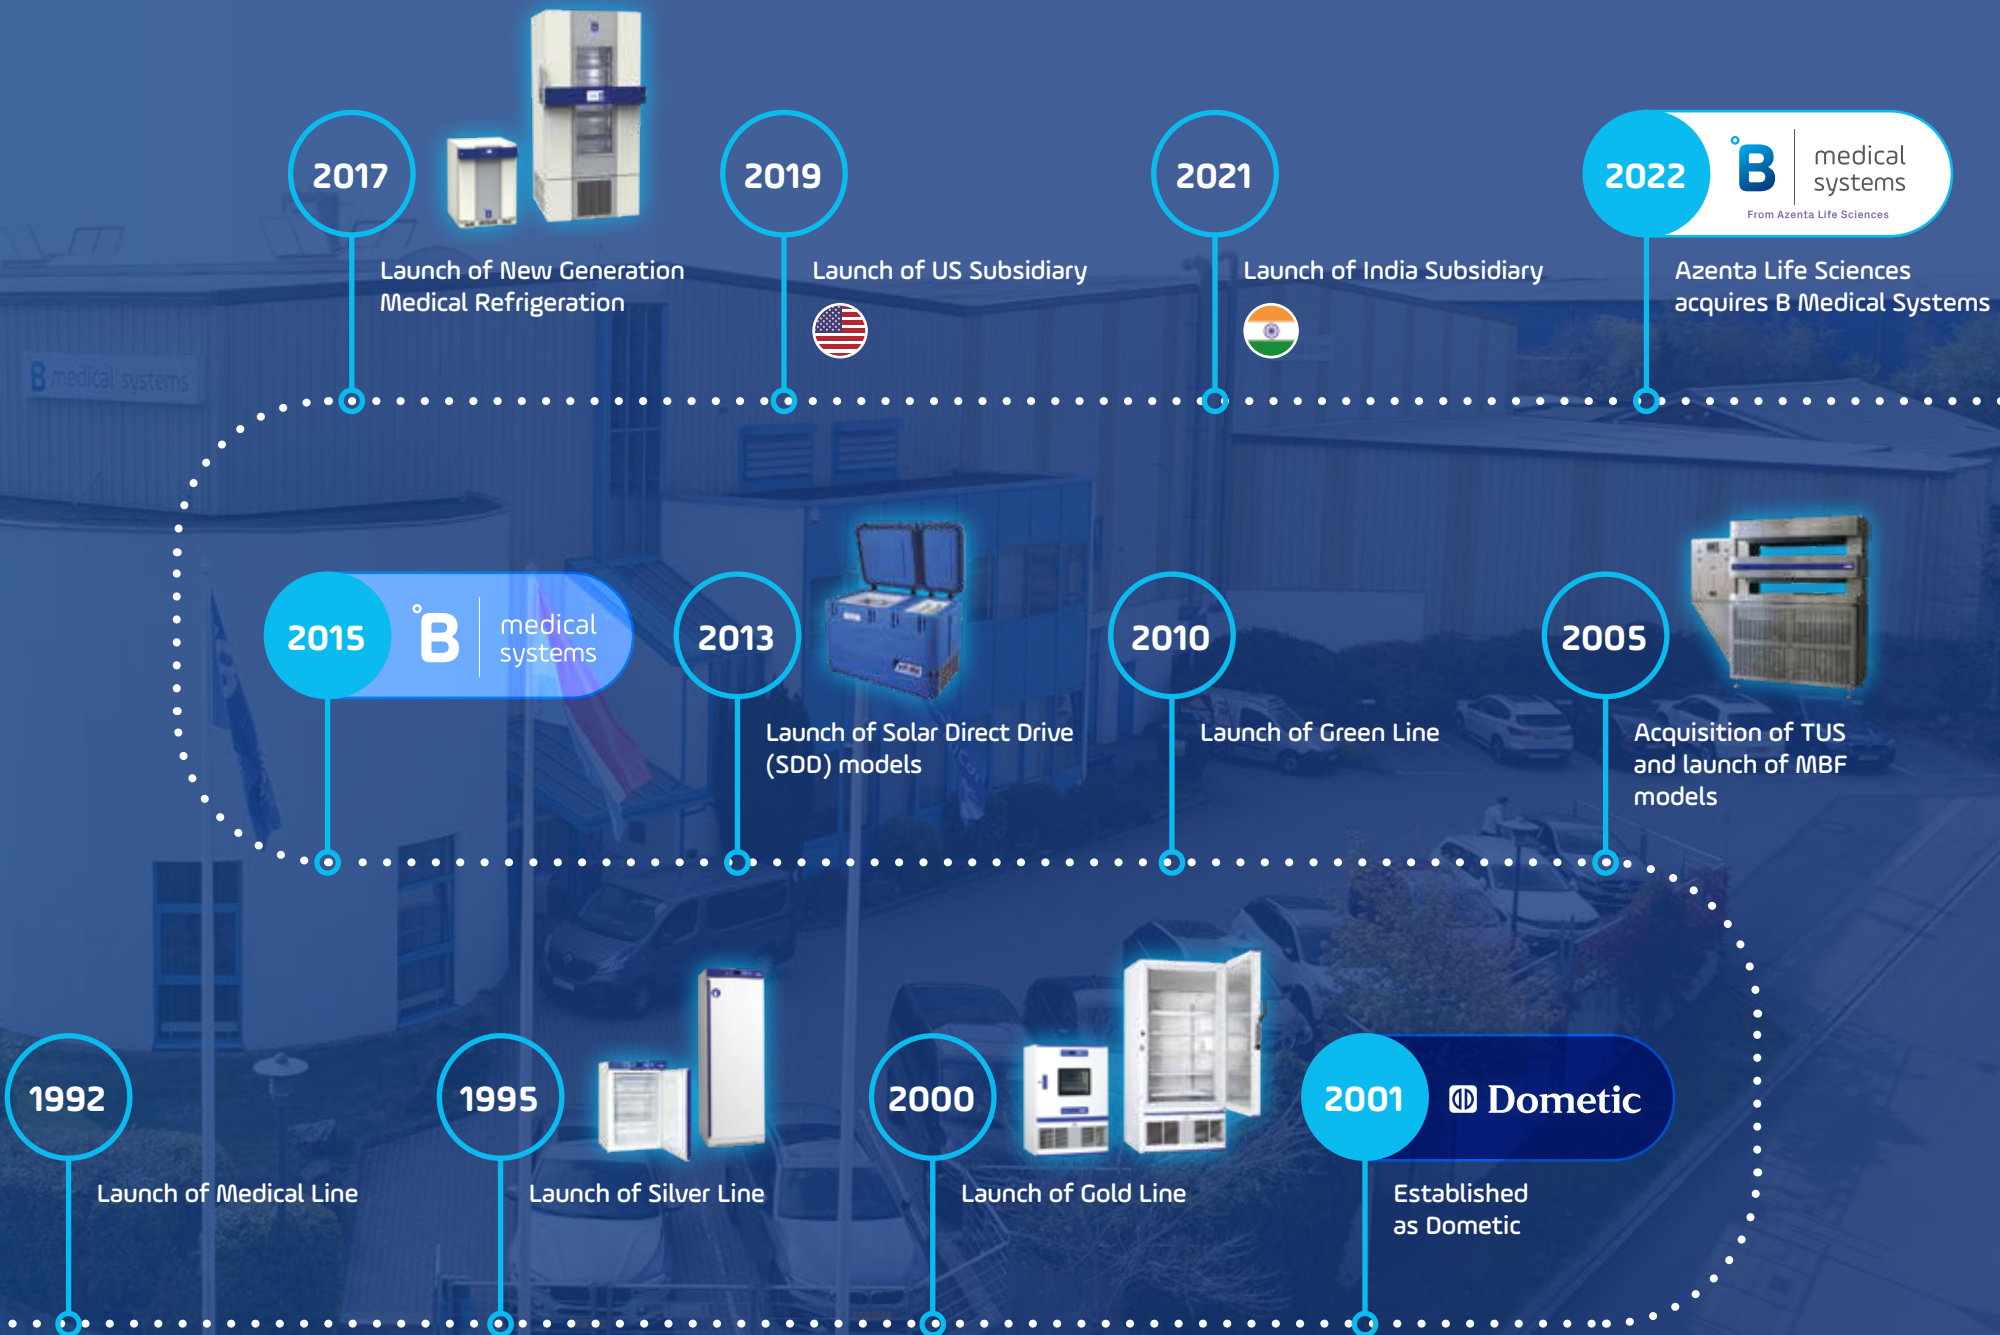 2017
Launch of New Generation
Medical Refrigeration
2019
Launch of US Subsidiary
2021
Launch of India Subsidiary
2022
B medical
systems
From Azenta Life Sciences
Azenta Life Sciences
acquires B Medical Systems
B medical systems
2015
B medical
systems
2013
Launch of Solar Direct Drive
(SDD) models
2010
Launch of Green Line
2005
Acquisition of TUS
and launch of MBF
models
1992
Launch of Medical Line
1995
Launch of Silver Line
2000
Launch of Gold Line
2001
Dometic
Established
as Dometic